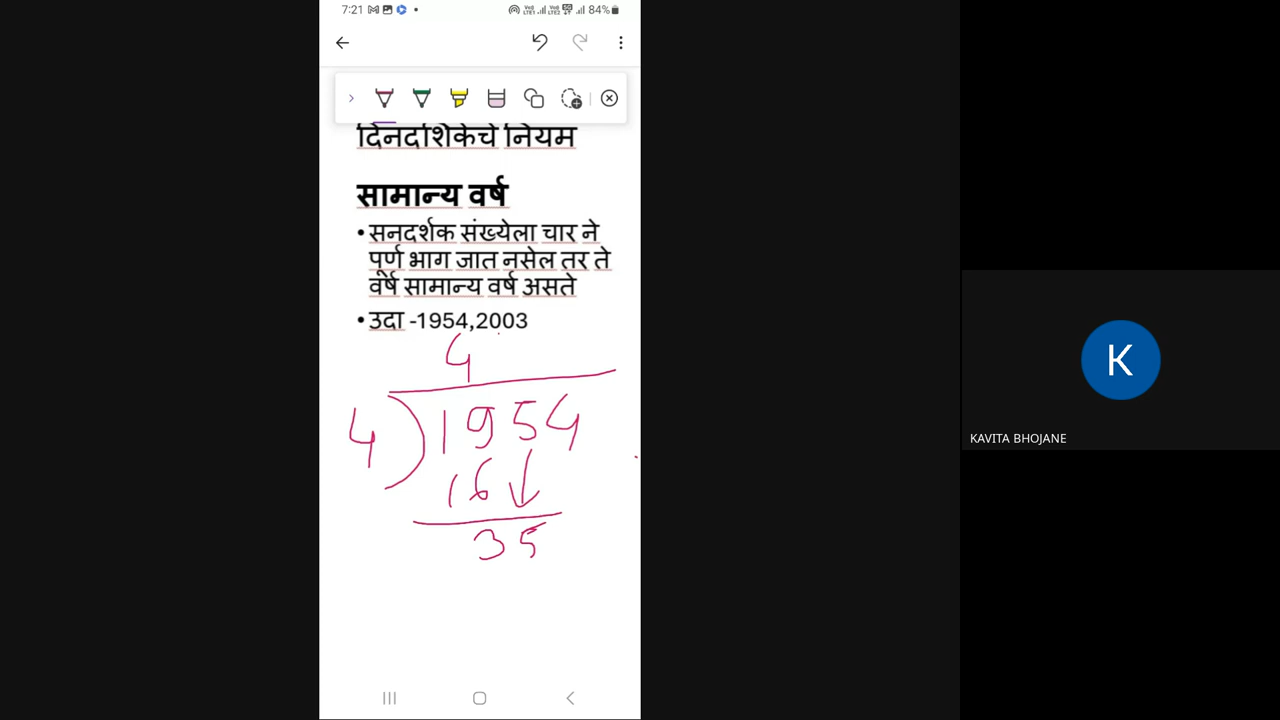 7:21 84%
दिनदर्शिकेचे नियम
सामान्य वर्ष
• सनदर्शक संख्येला चार ने
पूर्ण भाग जात नसेल तर ते
वर्ष सामान्य वर्ष असते
• उदा -1954,2003
4
4 ) 1954
16 ↓
35
K
KAVITA BHOJANE